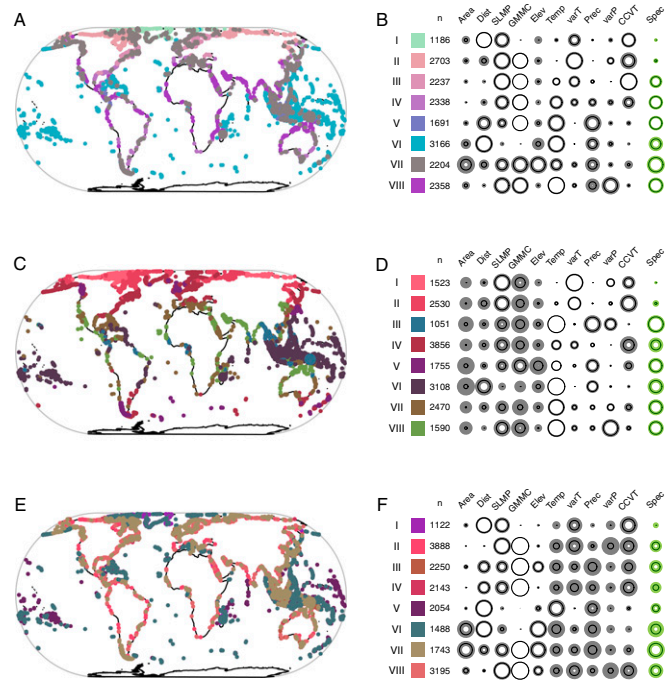 A
B
n Area Dist SLMP GMMC Elev Temp varT Prec varP CCVT Spec
I 1186
II 2703
III 2237
IV 2338
V 1691
VI 3166
VII 2204
VIII 2358
C
D
n Area Dist SLMP GMMC Elev Temp varT Prec varP CCVT Spec
I 1523
II 2530
III 1051
IV 3856
V 1755
VI 3108
VII 2470
VIII 1590
E
F
n Area Dist SLMP GMMC Elev Temp varT Prec varP CCVT Spec
I 1122
II 3888
III 2250
IV 2143
V 2054
VI 1488
VII 1743
VIII 3195